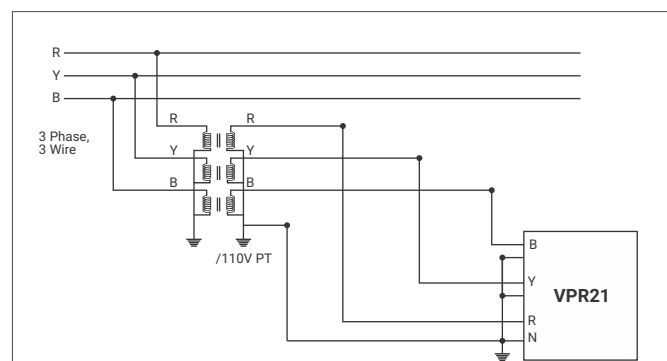 R
Y
B
3 Phase,
3 Wire
R R
Y Y
B B
/110V PT
B
Y
VPR21
R
N